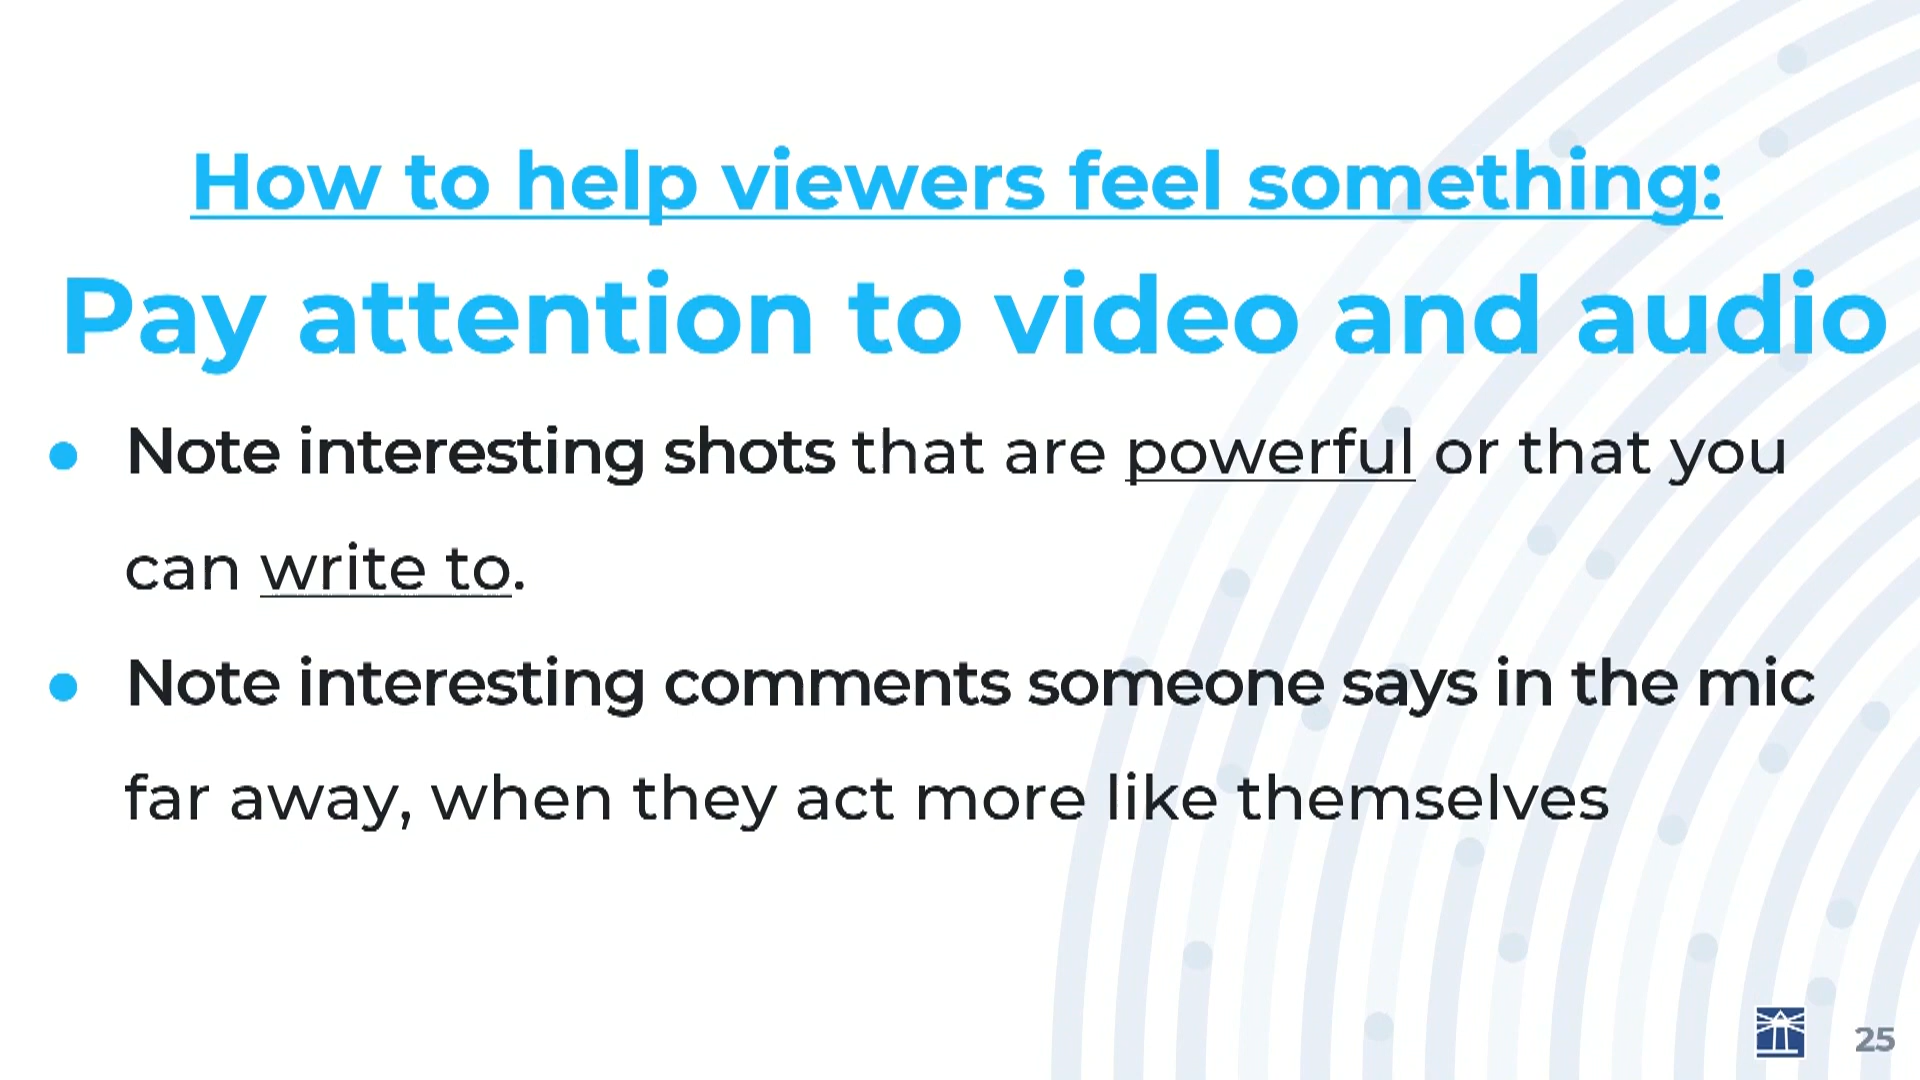 How to help viewers feel something:
Pay attention to video and audio
Note interesting shots that are powerful or that you
can write to.
Note interesting comments someone says in the mic
far away, when they act more like themselves
25